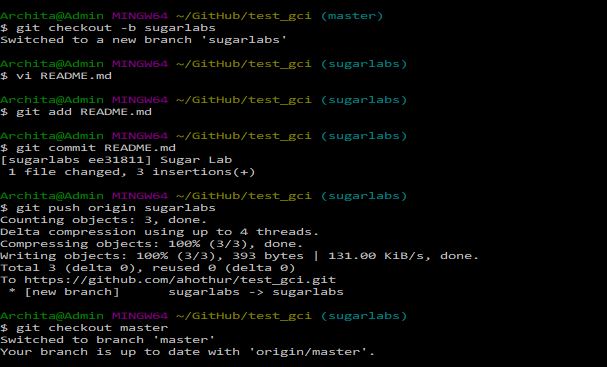 Archita@Admin MINGW64 ~/GitHub/test_gci (master)
$ git checkout -b sugarlabs
Switched to a new branch 'sugarlabs'
Archita@Admin MINGW64 ~/GitHub/test_gci (sugarlabs)
$ vi README.md
Archita@Admin MINGW64 ~/GitHub/test_gci (sugarlabs)
$ git add README.md
Archita@Admin MINGW64 ~/GitHub/test_gci (sugarlabs)
$ git commit README.md
[sugarlabs ee31811] Sugar Lab
 1 file changed, 3 insertions(+)
Archita@Admin MINGW64 ~/GitHub/test_gci (sugarlabs)
$ git push origin sugarlabs
Counting objects: 3, done.
Delta compression using up to 4 threads.
Compressing objects: 100% (3/3), done.
Writing objects: 100% (3/3), 393 bytes | 131.00 KiB/s, done.
Total 3 (delta 0), reused 0 (delta 0)
To https://github.com/ahothur/test_gci.git
 * [new branch]      sugarlabs -> sugarlabs
Archita@Admin MINGW64 ~/GitHub/test_gci (sugarlabs)
$ git checkout master
Switched to branch 'master'
Your branch is up to date with 'origin/master'.